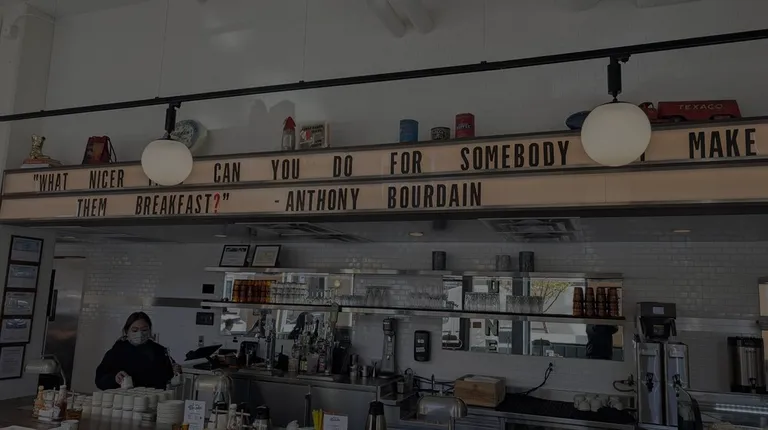 TEXACO
"WHAT NICER CAN YOU DO FOR SOMEBODY MAKE
THEM BREAKFAST?" - ANTHONY BOURDAIN